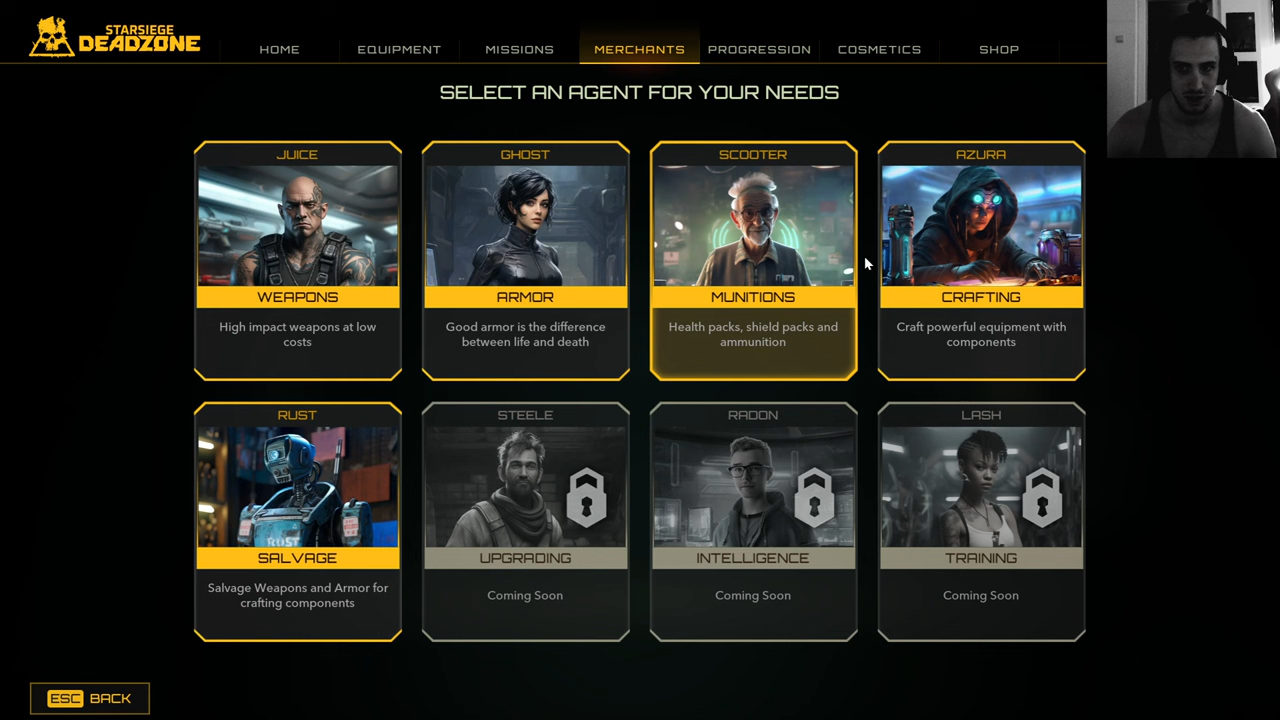 STARSIEGE
DEADZONE
HOME
EQUIPMENT
MISSIONS
MERCHANTS
PROGRESSION
COSMETICS
SHOP
SELECT AN AGENT FOR YOUR NEEDS
JUICE
WEAPONS
High impact weapons at low
costs
GHOST
ARMOR
Good armor is the difference
between life and death
SCOOTER
MUNITIONS
Health packs, shield packs and
ammunition
AZURA
CRAFTING
Craft powerful equipment with
components
RUST
RUST
SALVAGE
Salvage Weapons and Armor for
crafting components
STEELE
UPGRADING
Coming Soon
RADON
INTELLIGENCE
Coming Soon
LASH
TRAINING
Coming Soon
ESC BACK